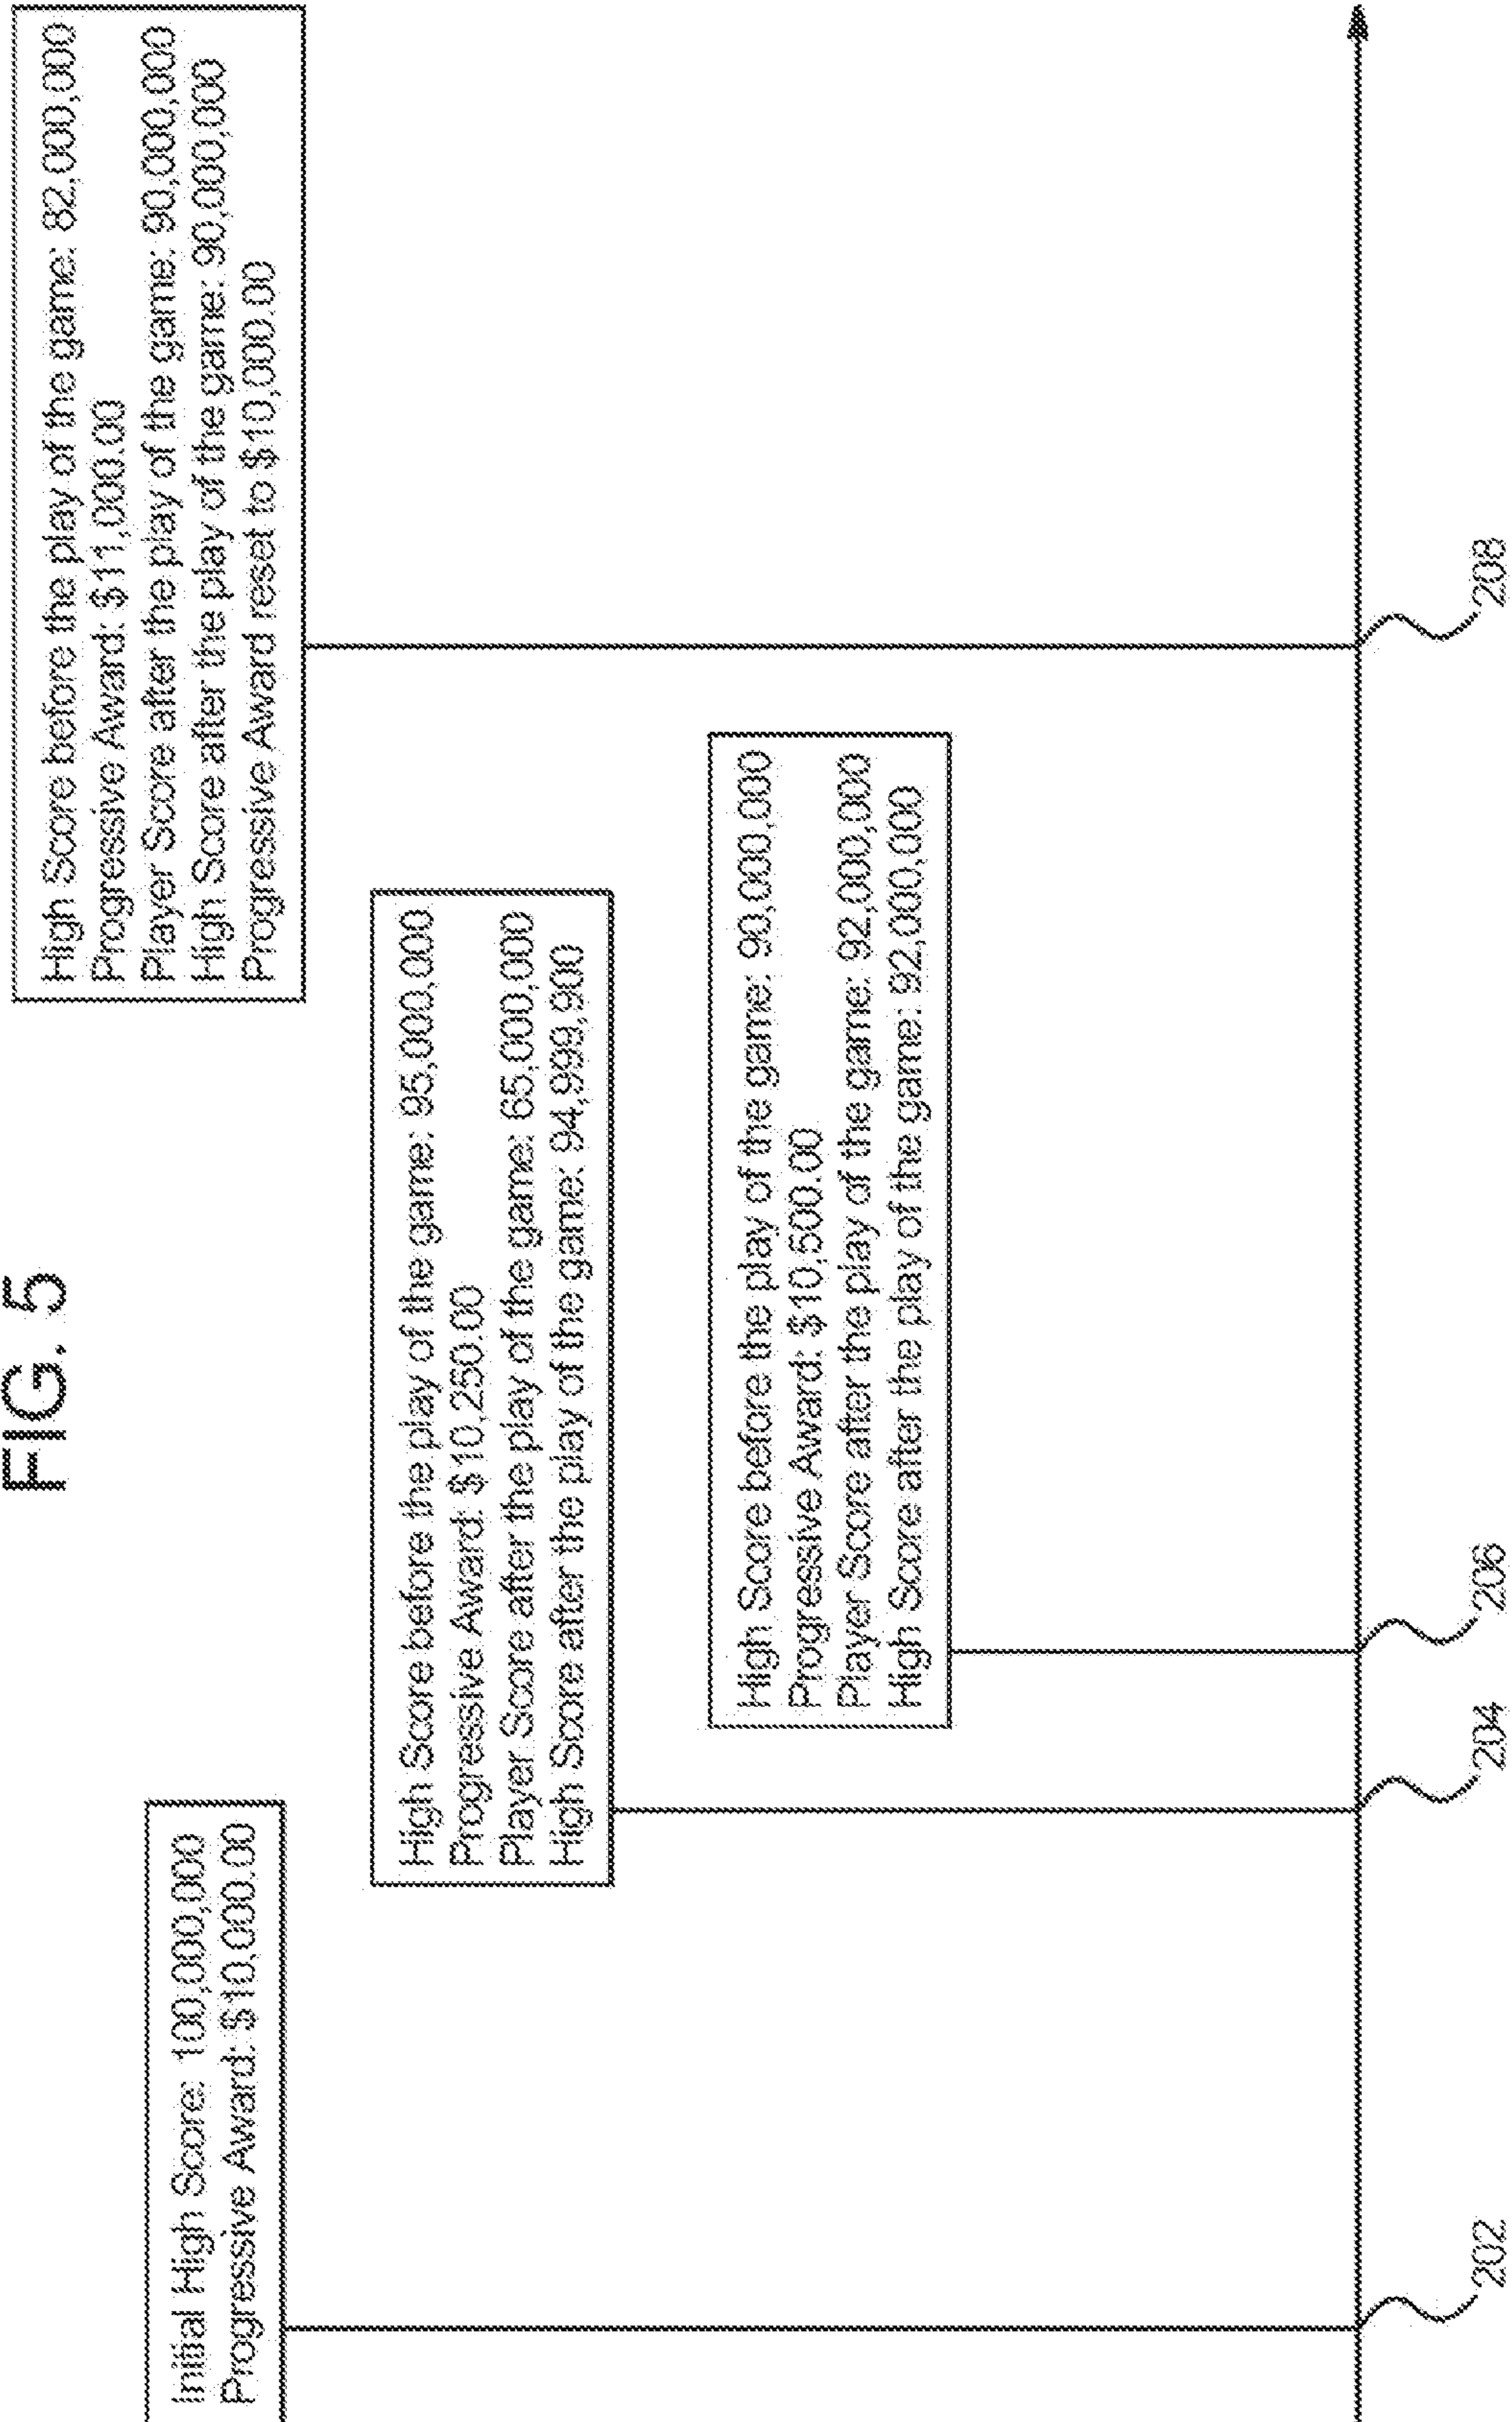 FIG. 5
Initial High Score: 100,000,000
Progressive Award: $10,000.00
High Score before the play of the game: 95,000,000
Progressive Award: $10,250.00
Player Score after the play of the game: 65,000,000
High Score after the play of the game: 94,999,900
High Score before the play of the game: 90,000,000
Progressive Award: $10,500.00
Player Score after the play of the game: 92,000,000
High Score after the play of the game: 92,000,000
High Score before the play of the game: 82,000,000
Progressive Award: $11,000.00
Player Score after the play of the game: 90,000,000
High Score after the play of the game: 90,000,000
Progressive Award reset to $10,000.00
202
204
206
208